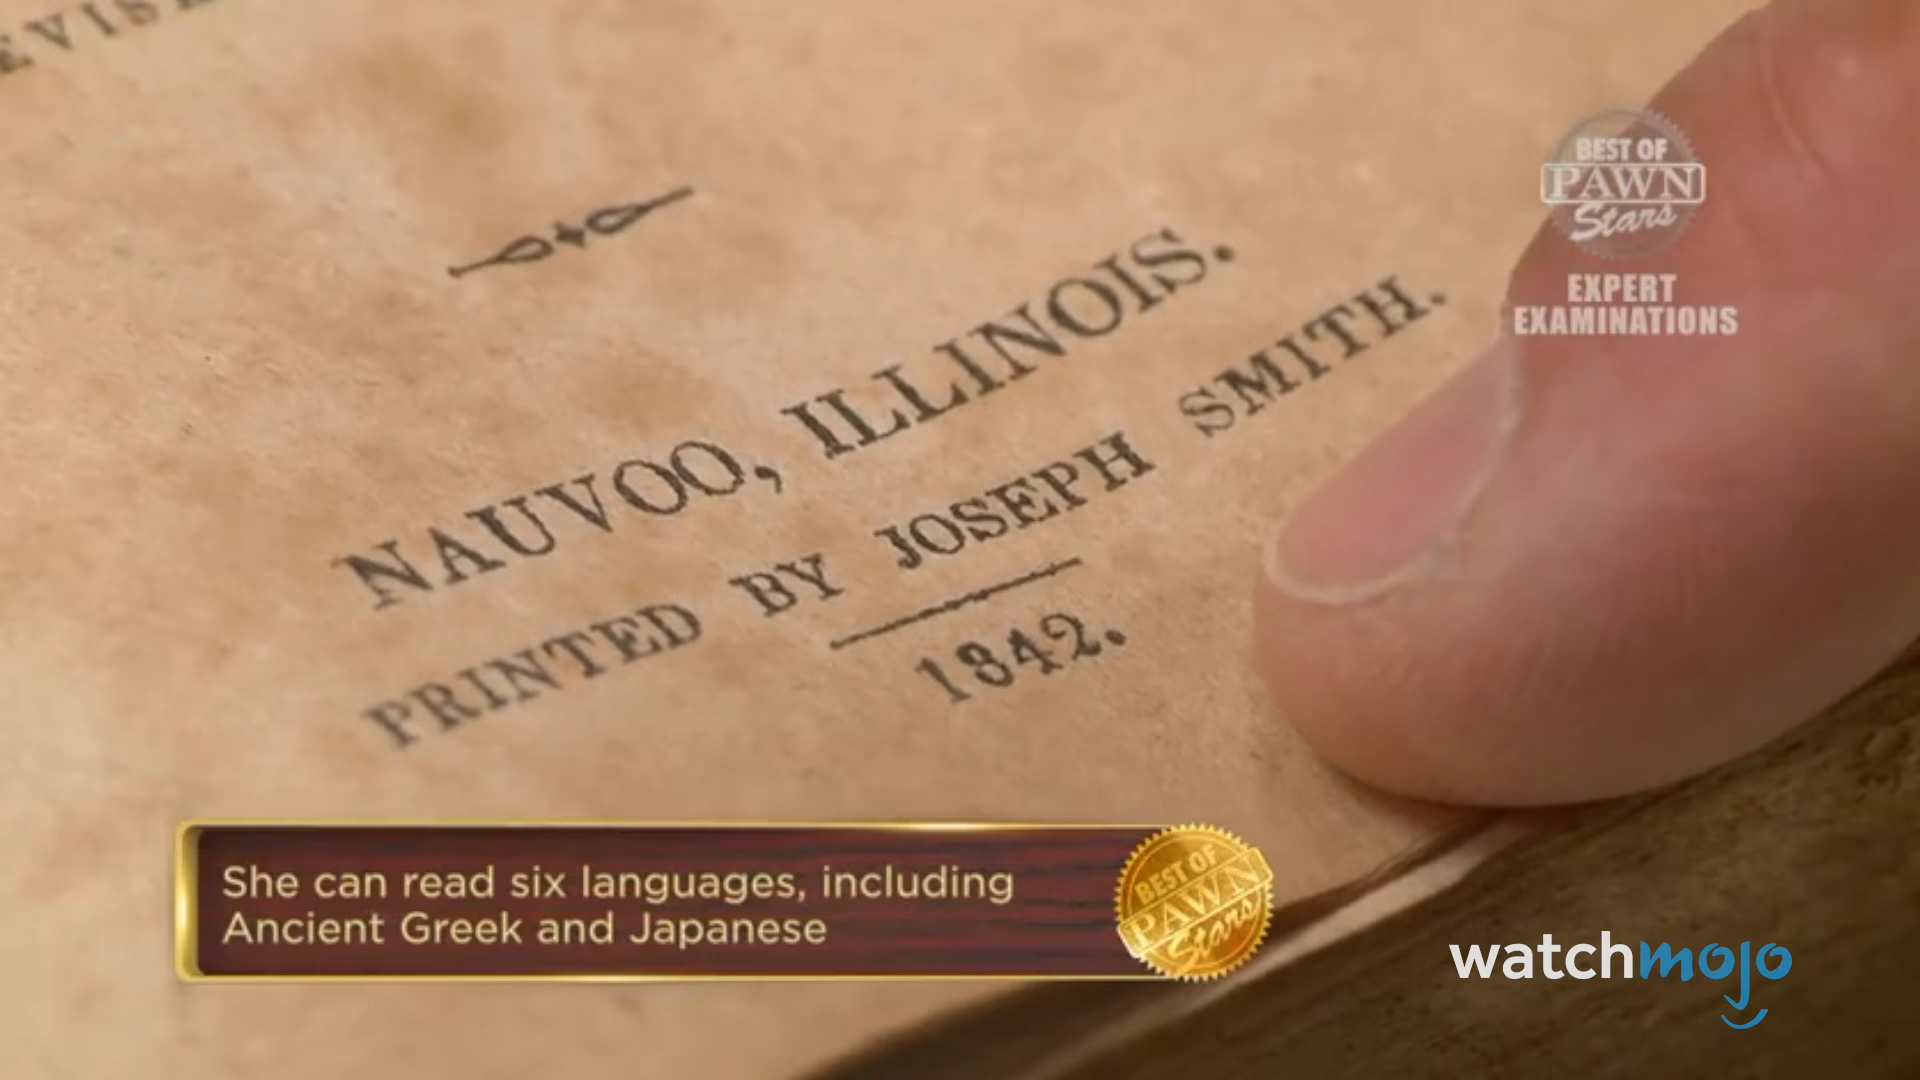 EVISE
BEST OF
PAWN
Stars
EXPERT
EXAMINATIONS
NAUVOO, ILLINOIS.
PRINTED BY JOSEPH SMITH.
1842.
She can read six languages, including
Ancient Greek and Japanese
BEST OF
PAWN
Stars
watchmojo